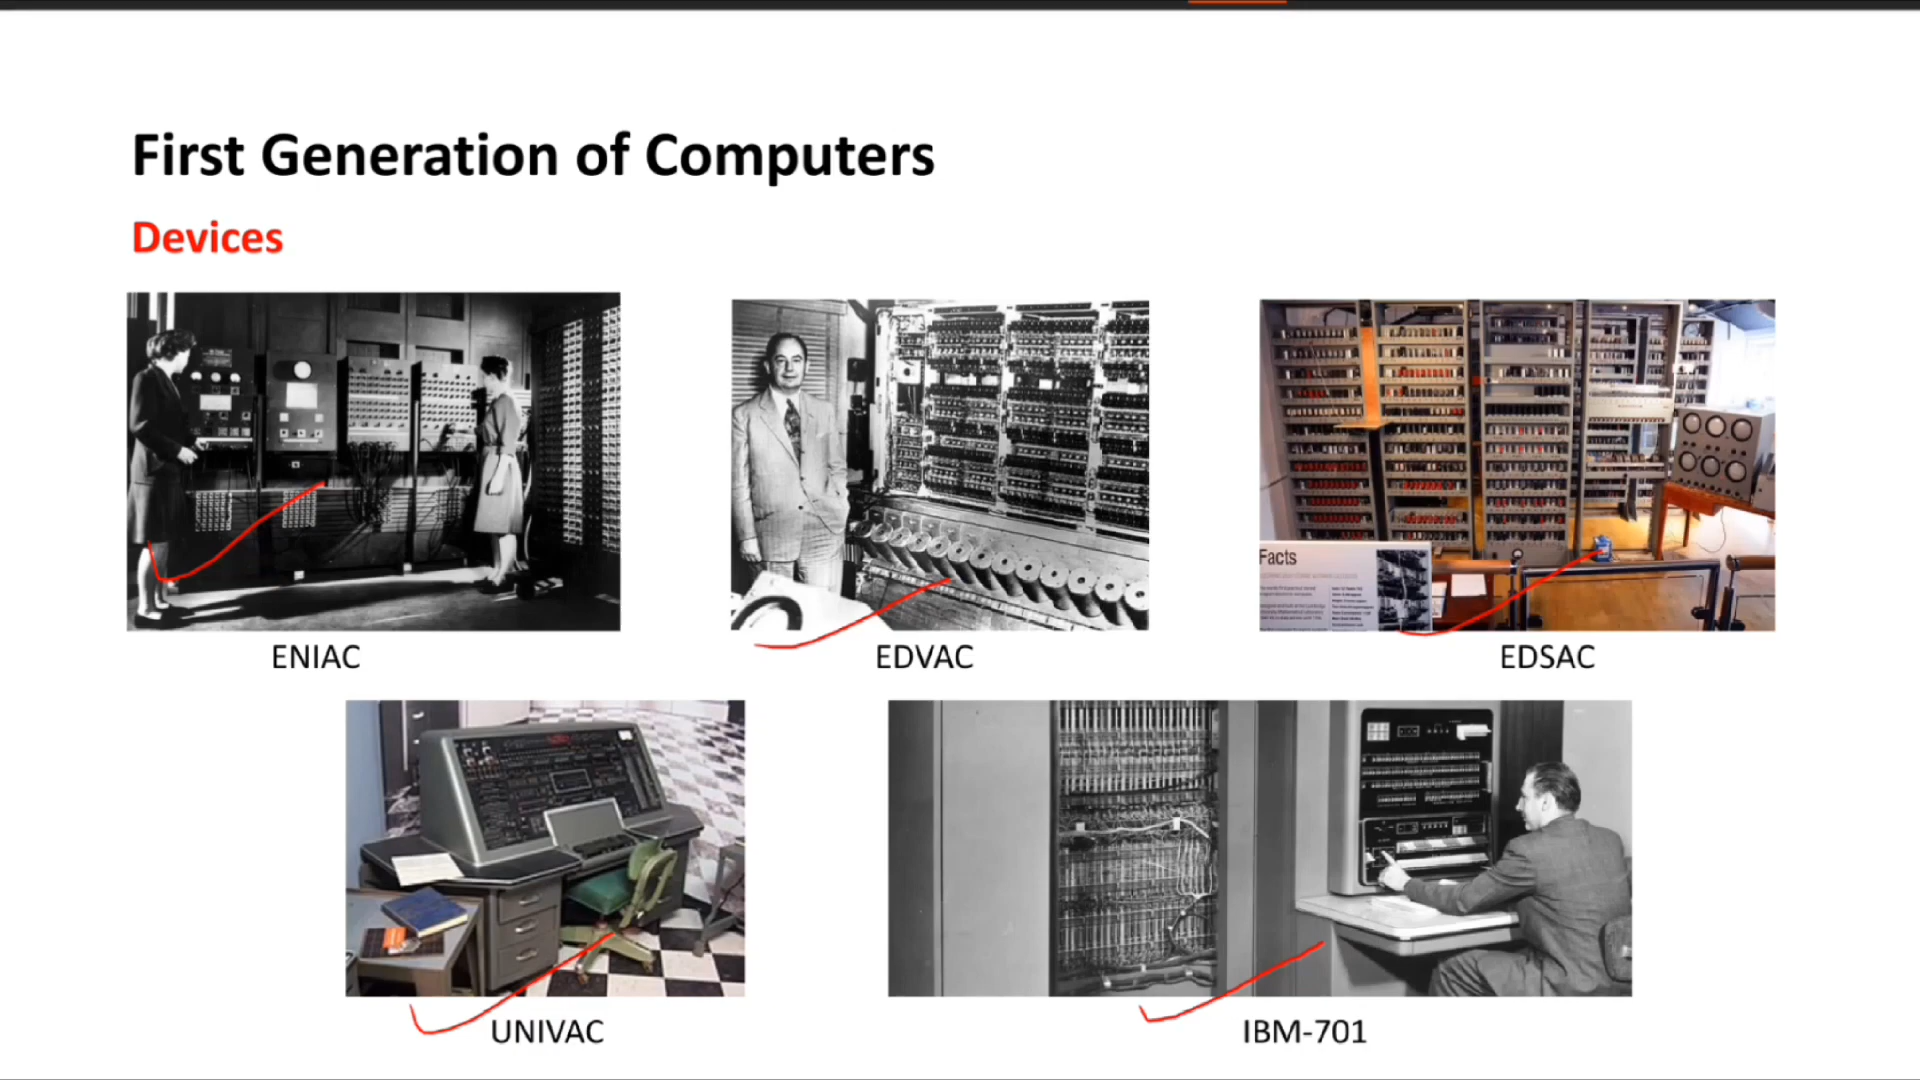 First Generation of Computers
Devices
Facts
ENIAC
EDVAC
EDSAC
UNIVAC
IBM-701